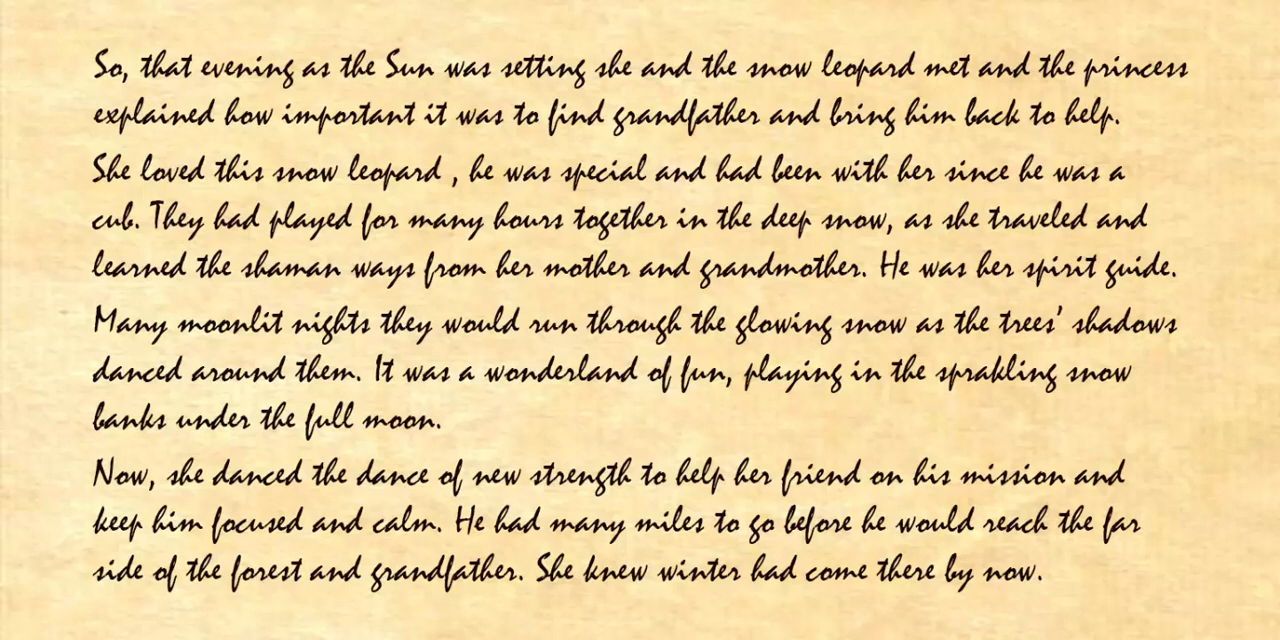 So, that evening as the Sun was setting she and the snow leopard met and the princess
explained how important it was to find grandfather and bring him back to help.
She loved this snow leopard , he was special and had been with her since he was a
cub. They had played for many hours together in the deep snow, as she traveled and
learned the shaman ways from her mother and grandmother. He was her spirit guide.
Many moonlit nights they would run through the glowing snow as the trees' shadows
danced around them. It was a wonderland of fun, playing in the sprakling snow
banks under the full moon.
Now, she danced the dance of new strength to help her friend on his mission and
keep him focused and calm. He had many miles to go before he would reach the far
side of the forest and grandfather. She knew winter had come there by now.